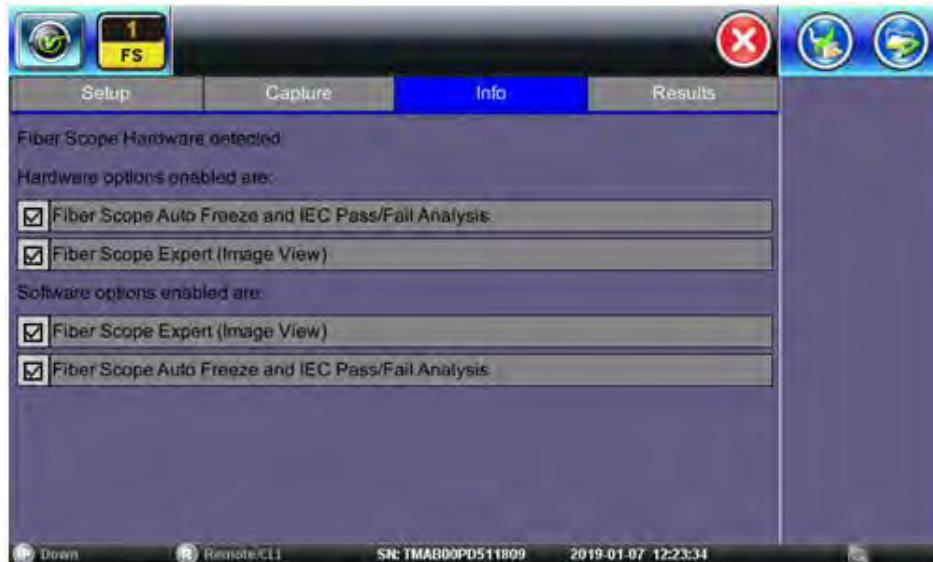 1
FS
Setup Capture Info Results
Fiber Scope Hardware detected
Hardware options enabled are:
Fiber Scope Auto Freeze and IEC Pass/Fail Analysis
Fiber Scope Expert (Image View)
Software options enabled are:
Fiber Scope Expert (Image View)
Fiber Scope Auto Freeze and IEC Pass/Fail Analysis
IP Down R Remote/CLI SN: TMAB00PD511809 2019-01-07 12:23:34